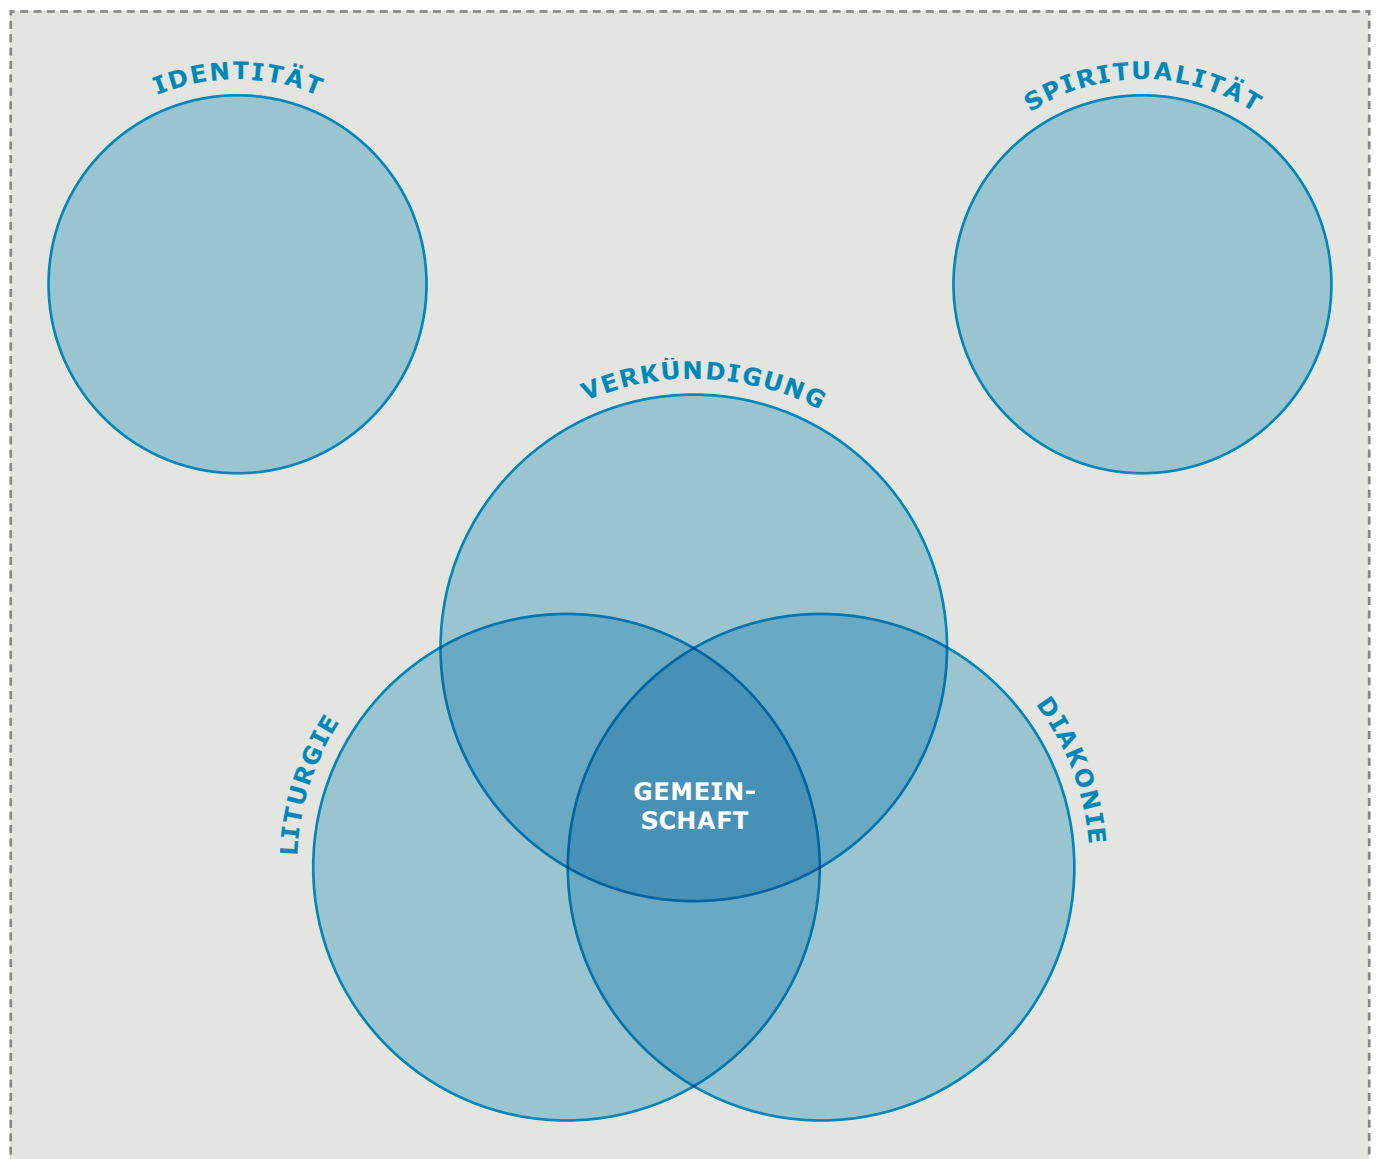 IDENTITÄT
SPIRITUALITÄT
VERKÜNDIGUNG
LITURGIE
DIAKONIE
GEMEIN-
SCHAFT